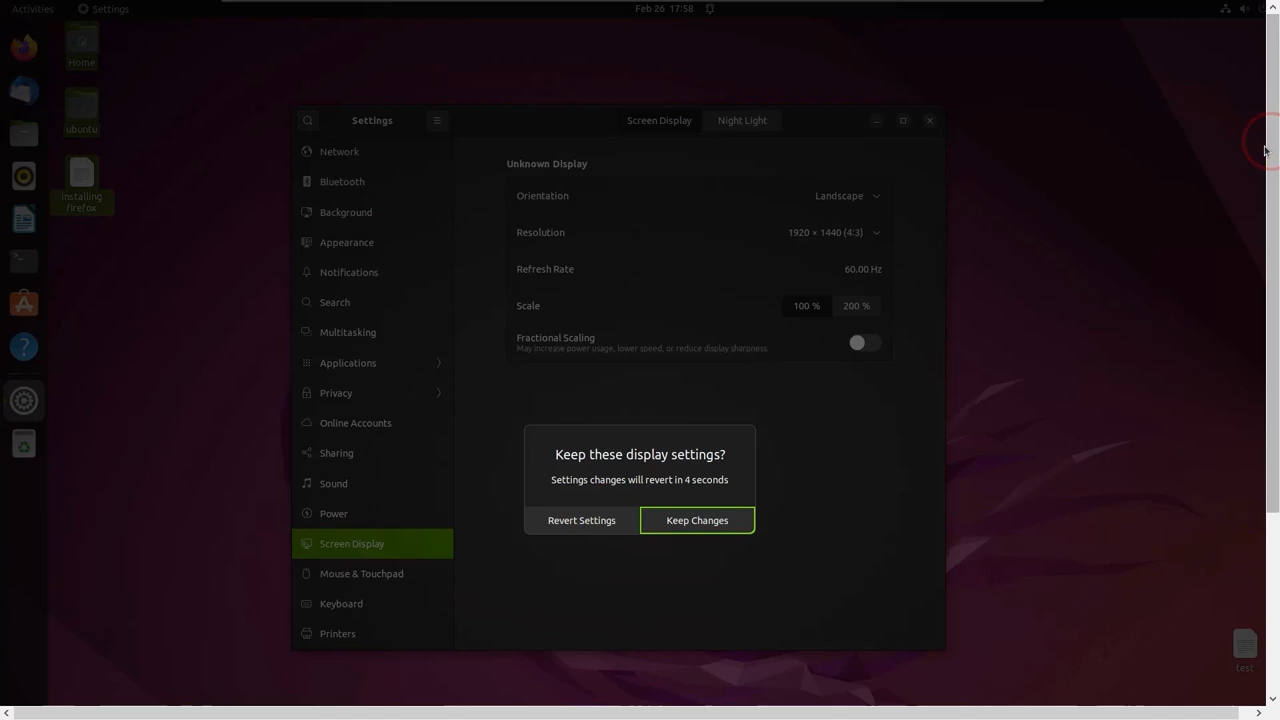 Activities
Settings
Feb 26 17:58
Home
ubuntu
installing
firefox
Settings
Screen Display
Night Light
Network
Bluetooth
Background
Appearance
Notifications
Search
Multitasking
Applications
Privacy
Online Accounts
Sharing
Sound
Power
Screen Display
Mouse & Touchpad
Keyboard
Printers
Unknown Display
Orientation
Landscape
Resolution
1920 × 1440 (4:3)
Refresh Rate
60.00 Hz
Scale
100 %
200 %
Fractional Scaling
May increase power usage, lower speed, or reduce display sharpness.
Keep these display settings?
Settings changes will revert in 4 seconds
Revert Settings
Keep Changes
test